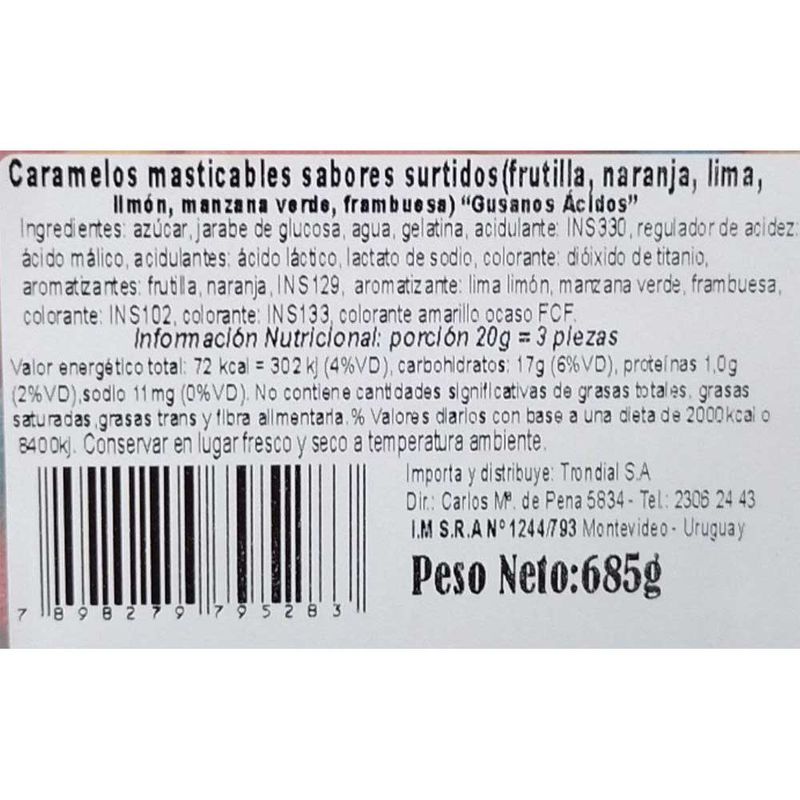 Caramelos masticables sabores surtidos(frutilla, naranja, lima,
limón, manzana verde, frambuesa) “Gusanos Ácidos”
Ingredientes: azúcar, jarabe de glucosa, agua, gelatina, acidulante: INS330, regulador de acidez:
ácido málico, acidulantes: ácido láctico, lactato de sodio, colorante: dióxido de titanio,
aromatizantes: frutilla, naranja, INS129, aromatizante: lima limón, manzana verde, frambuesa,
colorante: INS102, colorante: INS133, colorante amarillo ocaso FCF.
Información Nutricional: porción 20g = 3 piezas
Valor energético total: 72 kcal = 302 kj (4%VD), carbohidratos: 17g (6%VD), proteínas 1,0g
(2%VD),sodio 11mg (0%VD). No contiene cantidades significativas de grasas totales, grasas
saturadas,grasas trans y fibra alimentaria.% Valores diarios con base a una dieta de 2000kcal o
8400kj. Conservar en lugar fresco y seco a temperatura ambiente.
Importa y distribuye: Trondial S.A
Dir.: Carlos Mª. de Pena 5834 - Tel.: 2306 24 43
I.M S.R.A Nº 1244/793 Montevideo - Uruguay
Peso Neto:685g
7 898279 795283